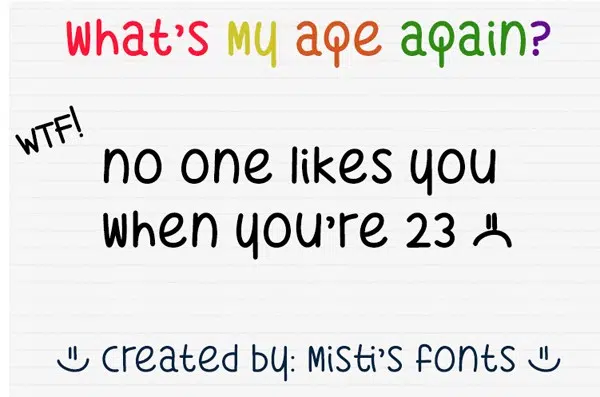 What's My age again?
WTF!
no one likes you
when you're 23 :(
:) created by: Misti's fonts :)